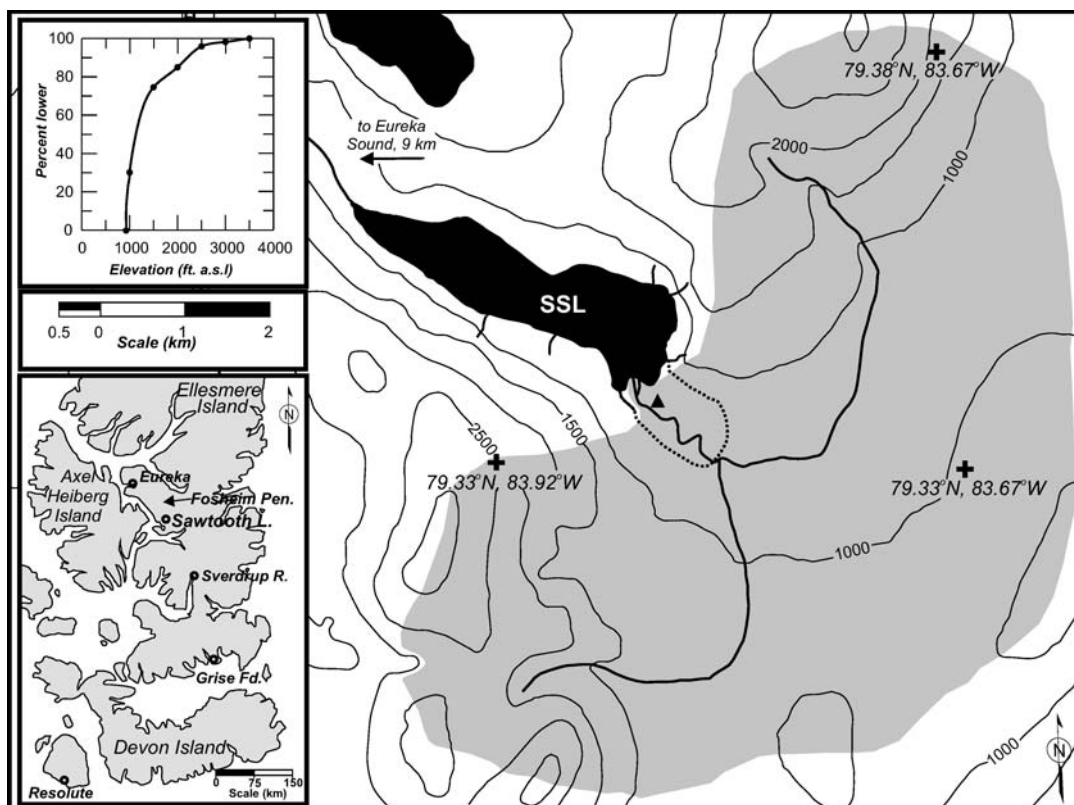 100
80
60
40
20
0
Percent lower
0 1000 2000 3000 4000
Elevation (ft. a.s.l)
0.5 0 1 2
Scale (km)
Ellesmere
Island
N
Axel
Heiberg
Island
Eureka
Fosheim Pen.
Sawtooth L.
Sverdrup R.
Grise Fd.
Devon Island
Resolute
0 75 150
Scale (km)
to Eureka
Sound, 9 km
SSL
79.38°N, 83.67°W
2000
1000
2500
1500
79.33°N, 83.92°W
79.33°N, 83.67°W
1000
1000
N